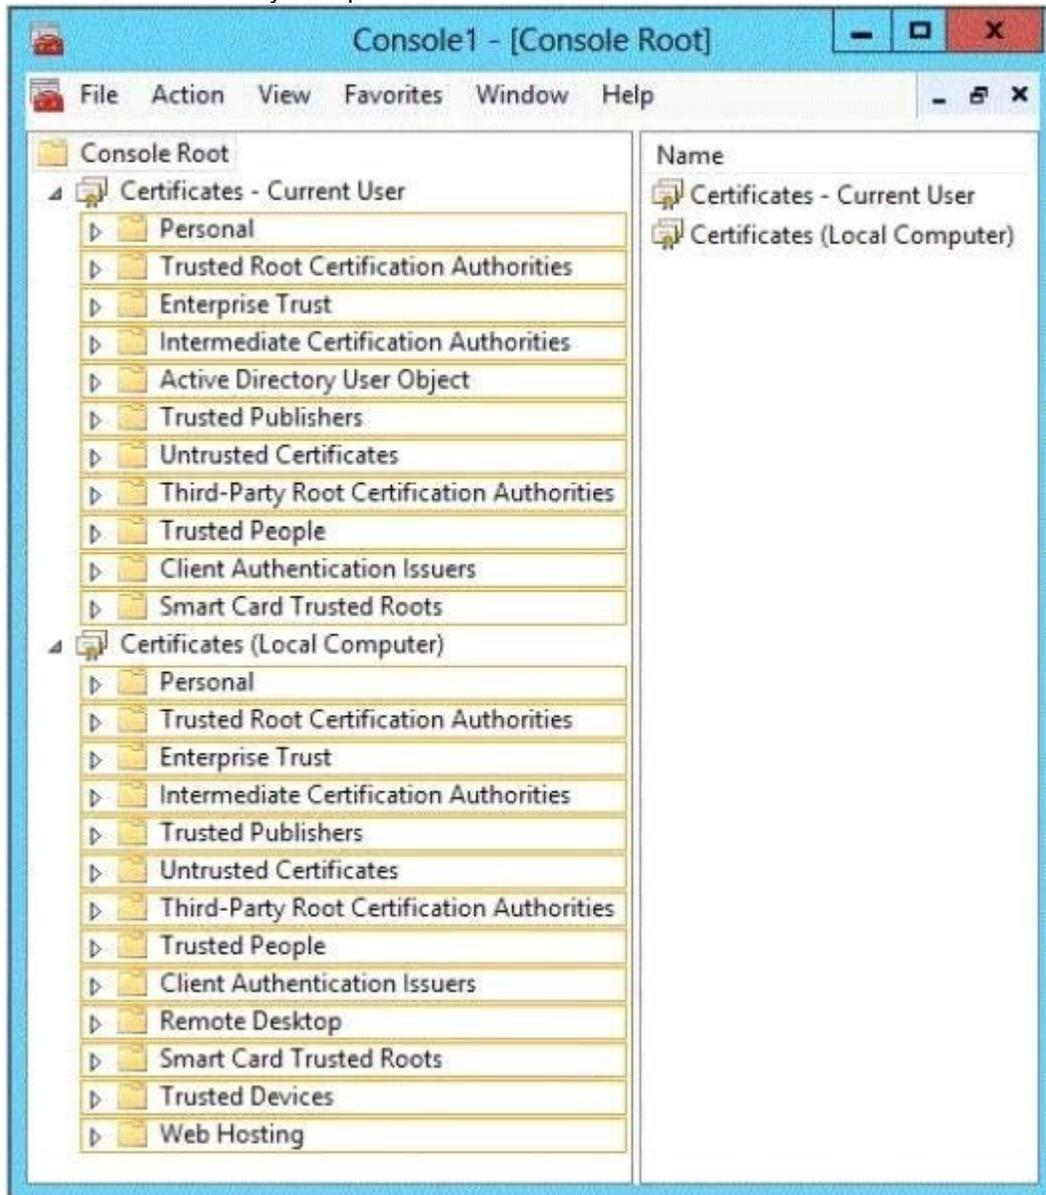 Console1 - [Console Root]
File Action View Favorites Window Help
Console Root
Certificates - Current User
Personal
Trusted Root Certification Authorities
Enterprise Trust
Intermediate Certification Authorities
Active Directory User Object
Trusted Publishers
Untrusted Certificates
Third-Party Root Certification Authorities
Trusted People
Client Authentication Issuers
Smart Card Trusted Roots
Certificates (Local Computer)
Personal
Trusted Root Certification Authorities
Enterprise Trust
Intermediate Certification Authorities
Trusted Publishers
Untrusted Certificates
Third-Party Root Certification Authorities
Trusted People
Client Authentication Issuers
Remote Desktop
Smart Card Trusted Roots
Trusted Devices
Web Hosting
Name
Certificates - Current User
Certificates (Local Computer)